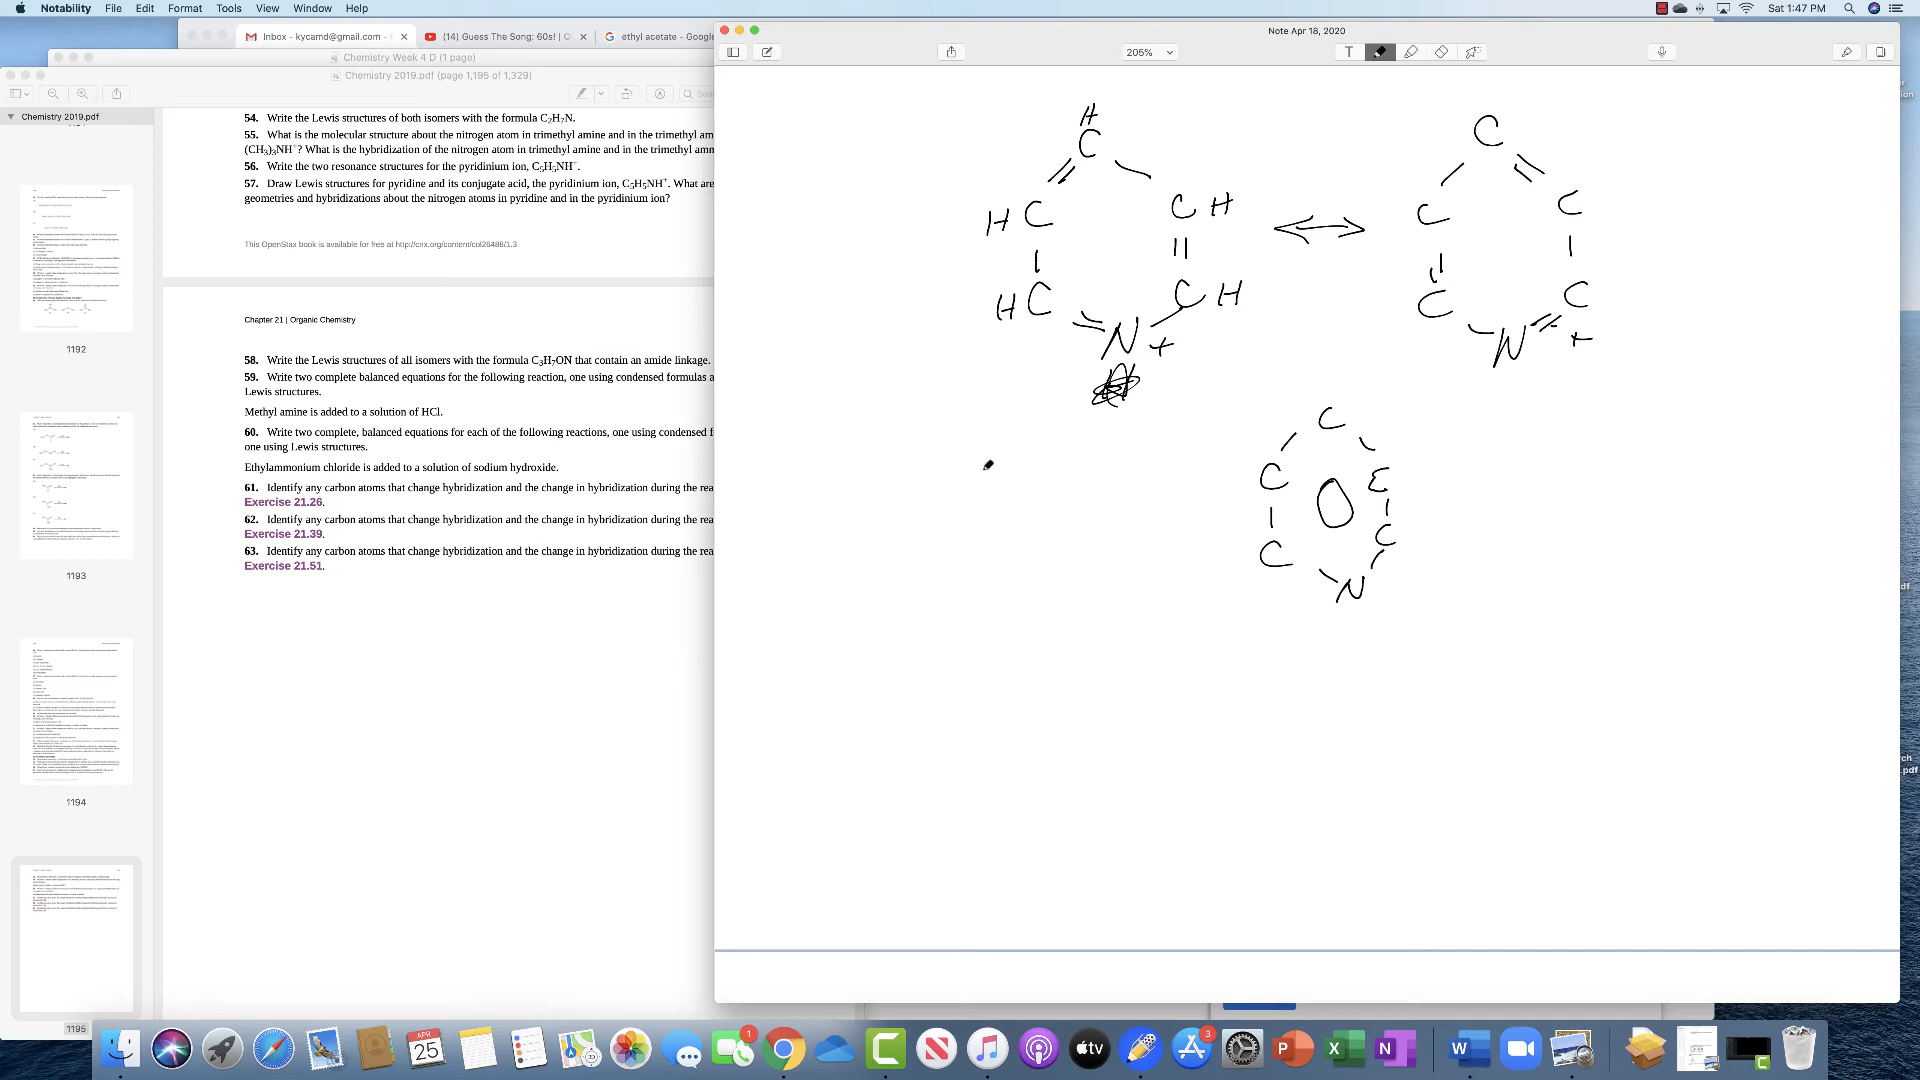 Notability File Edit Format View Tools Window Help Sat 1:47 PM
Inbox - kycamd@gmail.com
(14) Guess The Song: 60s! | Q
ethyl acetate - Google
Note Apr 18, 2020
Chemistry Week 4 D (1 page)
Chemistry 2019.pdf (page 1,195 of 1,329)
205%
T
Chemistry 2019.pdf
1192
1193
1194
1195
54. Write the Lewis structures of both isomers with the formula C₂H₇N.
55. What is the molecular structure about the nitrogen atom in trimethyl amine and in the trimethyl am
(CH₃)₃NH⁺? What is the hybridization of the nitrogen atom in trimethyl amine and in the trimethyl amm
56. Write the two resonance structures for the pyridinium ion, C₅H₅NH⁺.
57. Draw Lewis structures for pyridine and its conjugate acid, the pyridinium ion, C₅H₅NH⁺. What are
geometries and hybridizations about the nitrogen atoms in pyridine and in the pyridinium ion?
This OpenStax book is available for free at http://cnx.org/content/col26488/1.3
Chapter 21 | Organic Chemistry
58. Write the Lewis structures of all isomers with the formula C₃H₇ON that contain an amide linkage.
59. Write two complete balanced equations for the following reaction, one using condensed formulas a
Lewis structures.
Methyl amine is added to a solution of HCl.
60. Write two complete, balanced equations for each of the following reactions, one using condensed f
one using Lewis structures.
Ethylammonium chloride is added to a solution of sodium hydroxide.
61. Identify any carbon atoms that change hybridization and the change in hybridization during the rea
Exercise 21.26.
62. Identify any carbon atoms that change hybridization and the change in hybridization during the rea
Exercise 21.39.
63. Identify any carbon atoms that change hybridization and the change in hybridization during the rea
Exercise 21.51.
H
C
H C C H
H C C H
N +
C
C C
C C
N +
C
C C
C C
N
APR
25
1
3